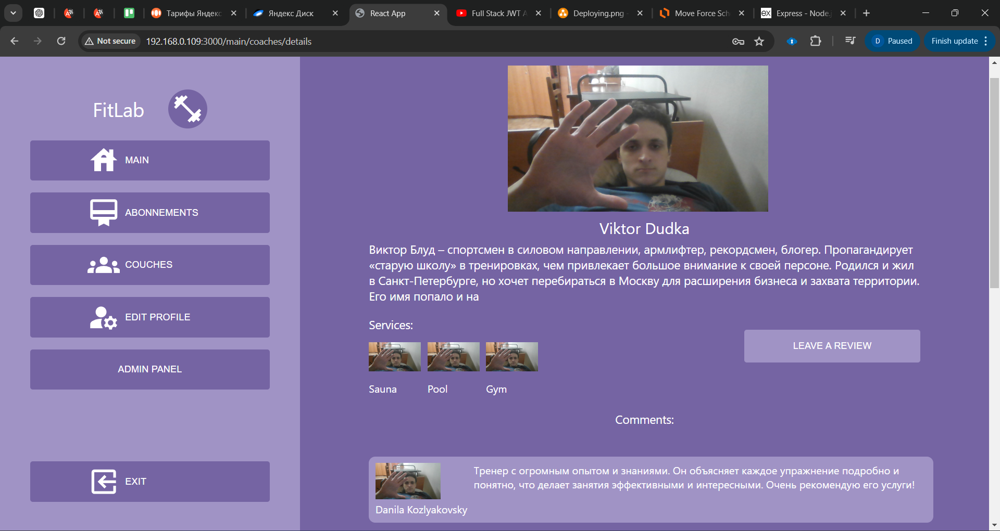 Тарифы Яндекс
Яндекс Диск
React App
Full Stack JWT A
Deploying.png -
Move Force Sch
EX
Express - Node.j
Not secure
192.168.0.109:3000/main/coaches/details
D
Paused
Finish update
FitLab
MAIN
ABONNEMENTS
COUCHES
EDIT PROFILE
ADMIN PANEL
EXIT
Viktor Dudka
Виктор Блуд – спортсмен в силовом направлении, армлифтер, рекордсмен, блогер. Пропагандирует
«старую школу» в тренировках, чем привлекает большое внимание к своей персоне. Родился и жил
в Санкт-Петербурге, но хочет перебираться в Москву для расширения бизнеса и захвата территории.
Его имя попало и на
Services:
Sauna
Pool
Gym
LEAVE A REVIEW
Comments:
Тренер с огромным опытом и знаниями. Он объясняет каждое упражнение подробно и
понятно, что делает занятия эффективными и интересными. Очень рекомендую его услуги!
Danila Kozlyakovsky